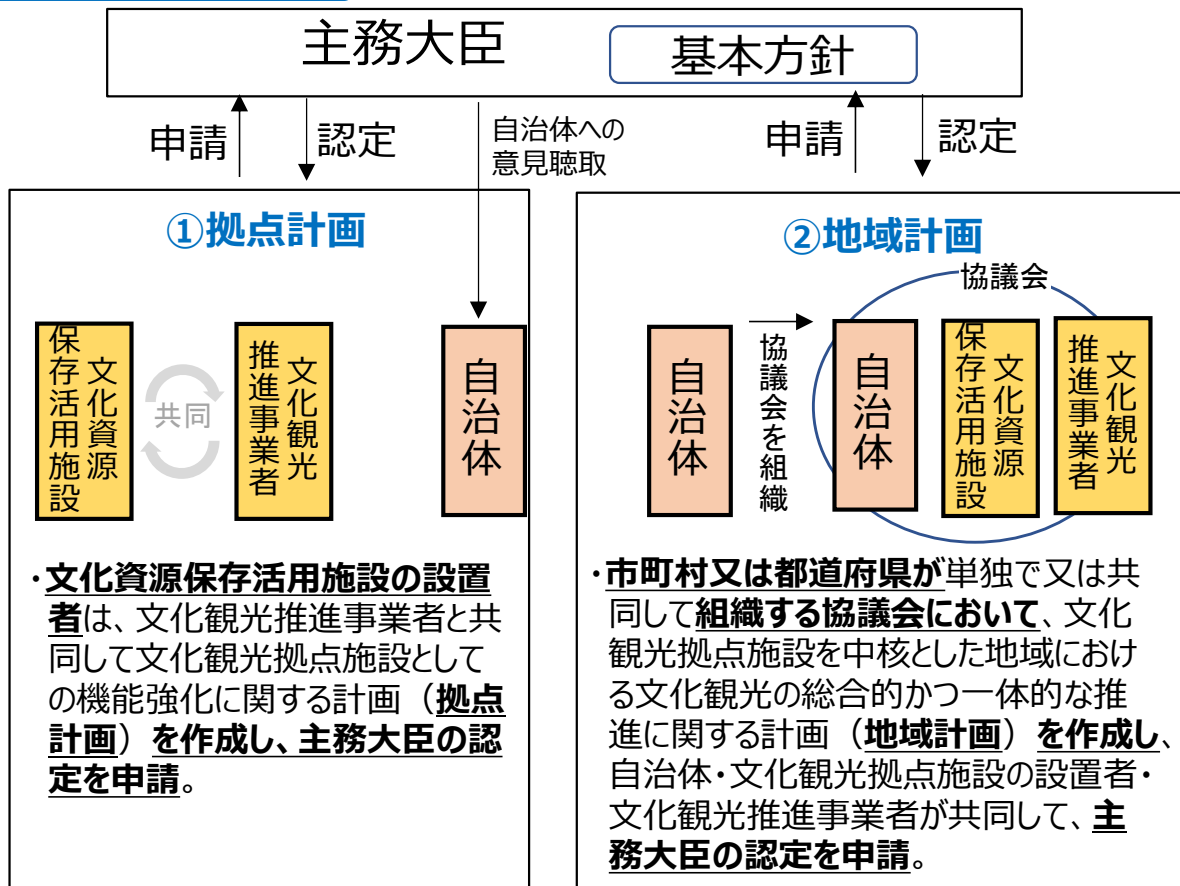 主務大臣
基本方針
申請
認定
自治体への
意見聴取
申請
認定
①拠点計画
文化資源
保存活用施設
共同
文化観光
推進事業者
自治体
・文化資源保存活用施設の設置
者は、文化観光推進事業者と共
同して文化観光拠点施設として
の機能強化に関する計画（拠点
計画）を作成し、主務大臣の認
定を申請。
②地域計画
協議会
自治体
協議会を組織
自治体
文化資源
保存活用施設
文化観光
推進事業者
・市町村又は都道府県が単独で又は共
同して組織する協議会において、文化
観光拠点施設を中核とした地域におけ
る文化観光の総合的かつ一体的な推
進に関する計画（地域計画）を作成し、
自治体・文化観光拠点施設の設置者・
文化観光推進事業者が共同して、主
務大臣の認定を申請。